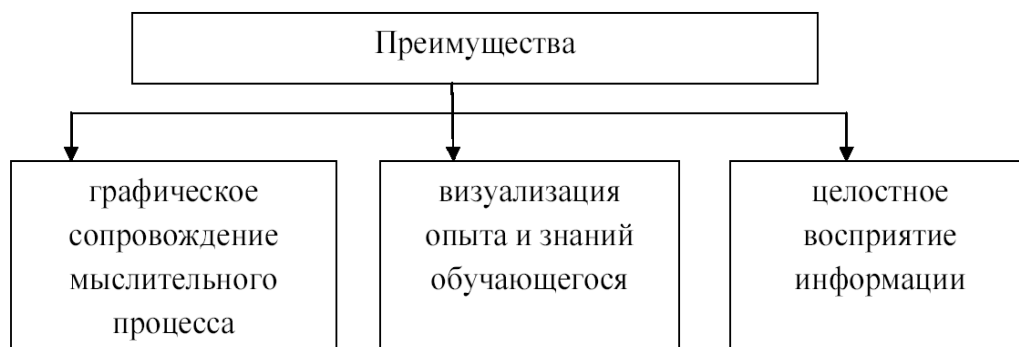 Преимущества
графическое
сопровождение
мыслительного
процесса
визуализация
опыта и знаний
обучающегося
целостное
восприятие
информации